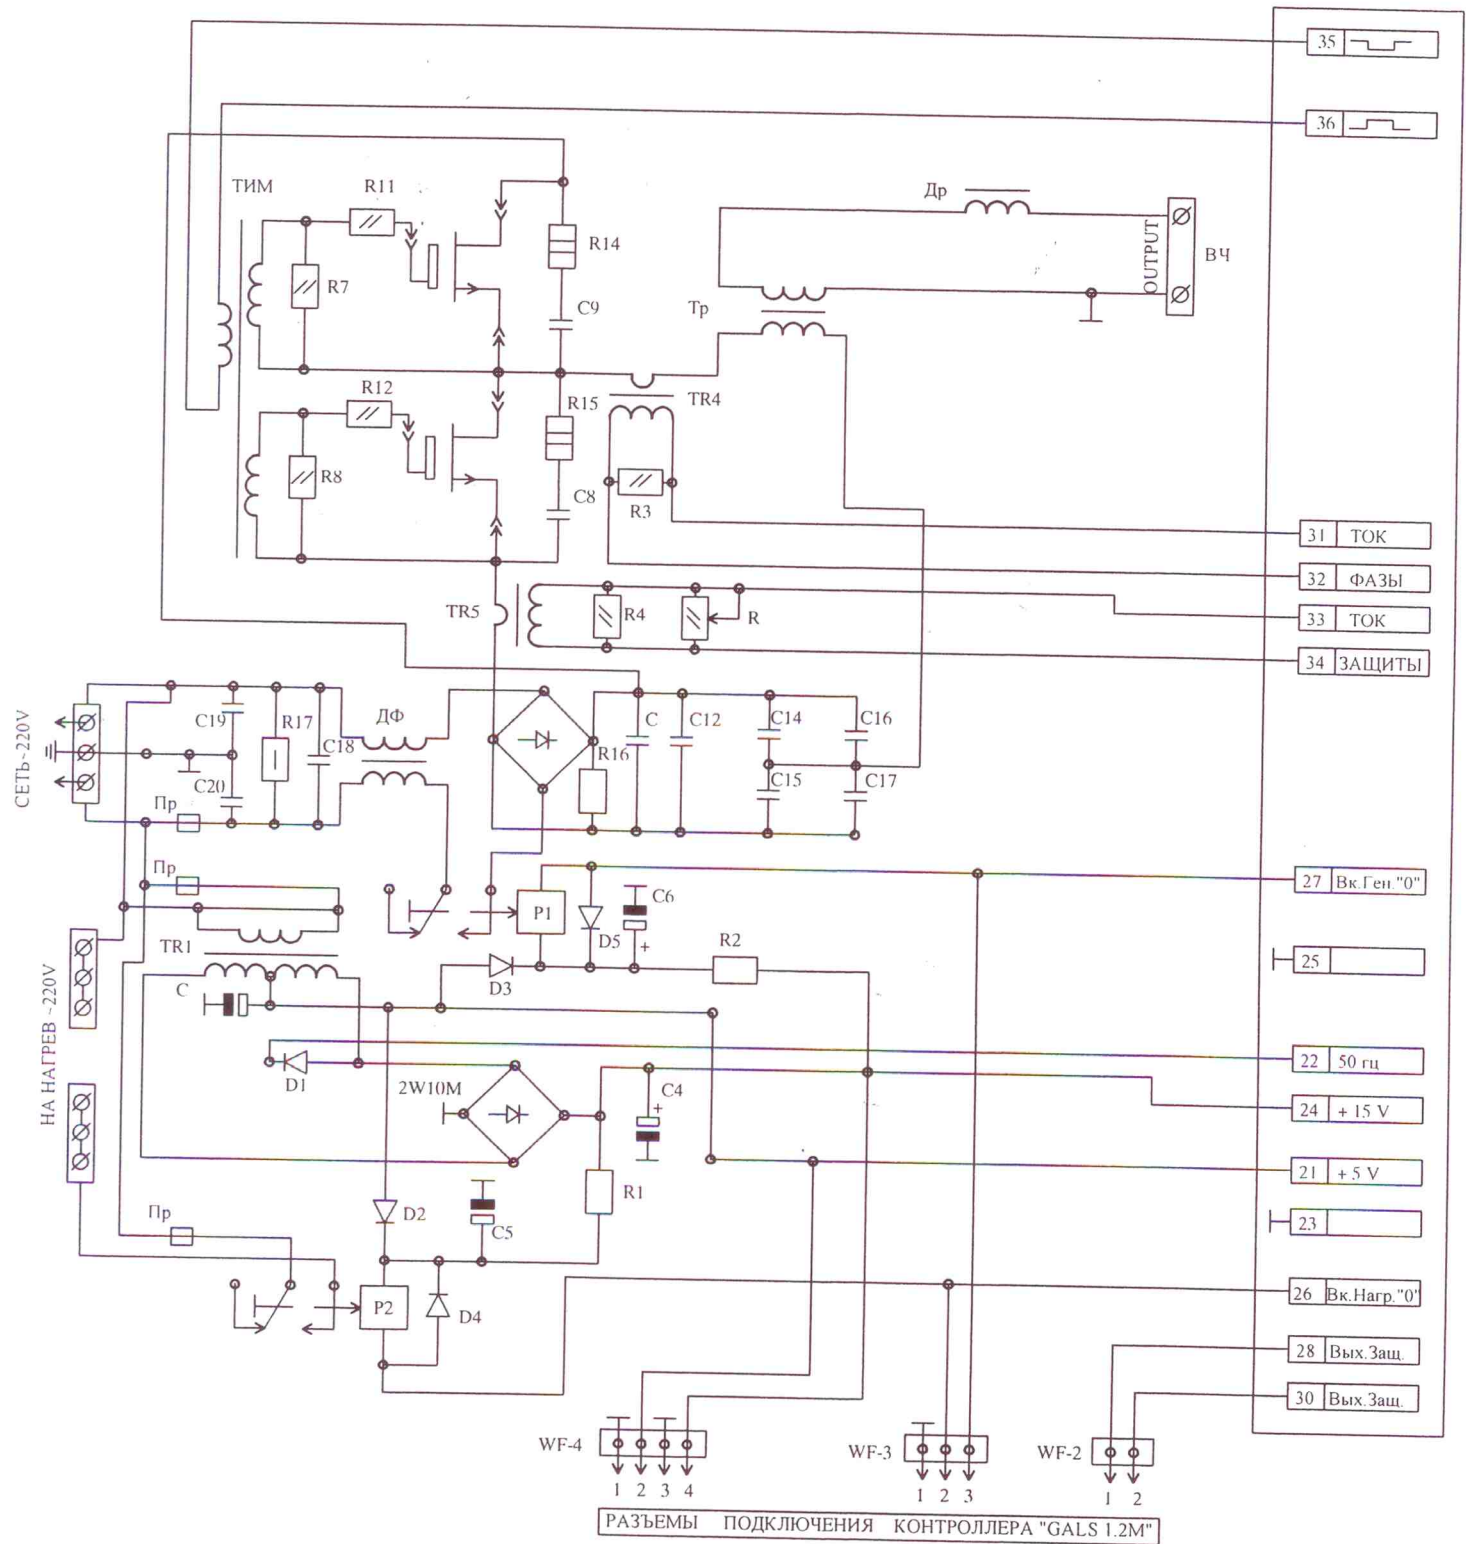 35
36
ТИМ
R11
Др
R14
OUTPUT
ВЧ
R7
C9
Тр
R12
R15
TR4
R8
C8
R3
31 ТОК
32 ФАЗЫ
TR5
R4
R
33 ТОК
34 ЗАЩИТЫ
СЕТЬ~220V
C19
R17
ДФ
C18
C
C12
C14
C16
R16
C20
C15
C17
Пр
Пр
P1
C6
27 Вк.Ген."0"
D5
+
R2
TR1
25
D3
C
НА НАГРЕВ ~220V
D1
2W10M
C4
+
22 50 гц
24 + 15 V
21 + 5 V
R1
D2
C5
Пр
23
P2
D4
26 Вк.Нагр."0"
28 Вых.Защ.
30 Вых.Защ.
WF-4
WF-3
WF-2
1 2 3 4
1 2 3
1 2
РАЗЪЕМЫ ПОДКЛЮЧЕНИЯ КОНТРОЛЛЕРА "GALS 1.2M"